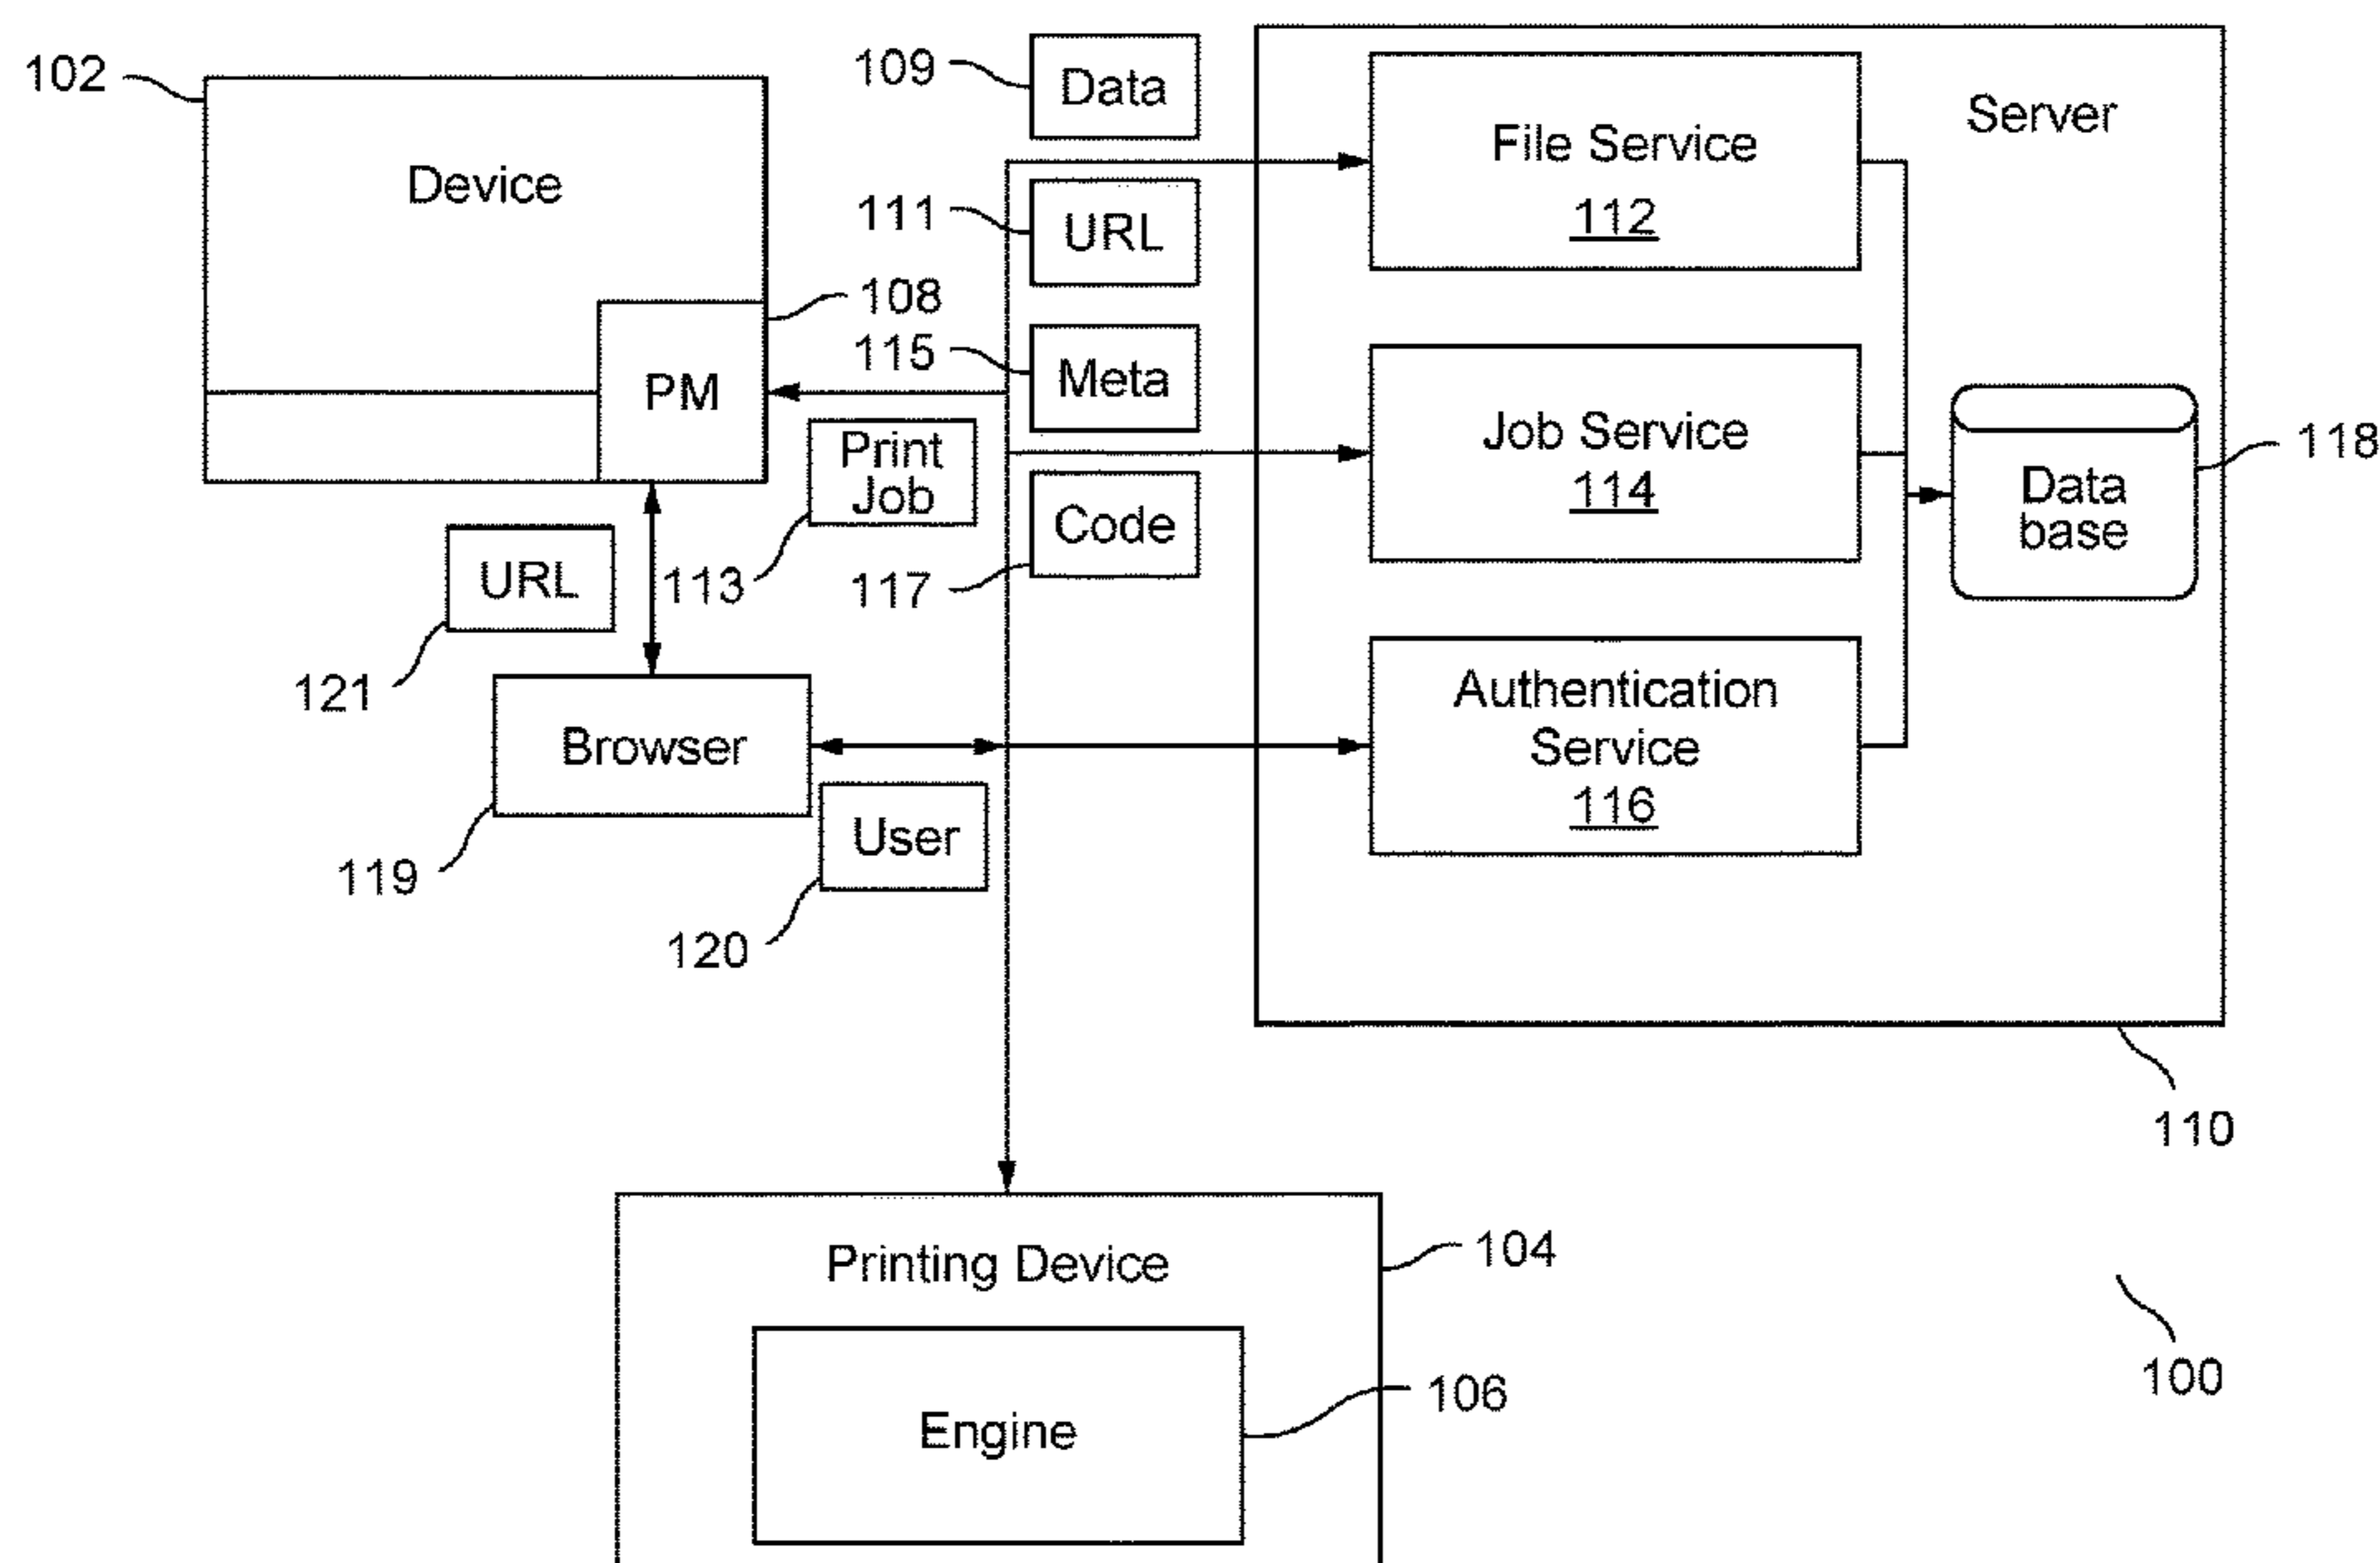 102
Device
108
PM
109
Data
111
URL
115
Meta
Print
Job
113
Code
117
URL
121
Browser
119
User
120
Server
File Service
112
Job Service
114
Authentication
Service
116
Data
base
118
110
Printing Device
104
Engine
106
100